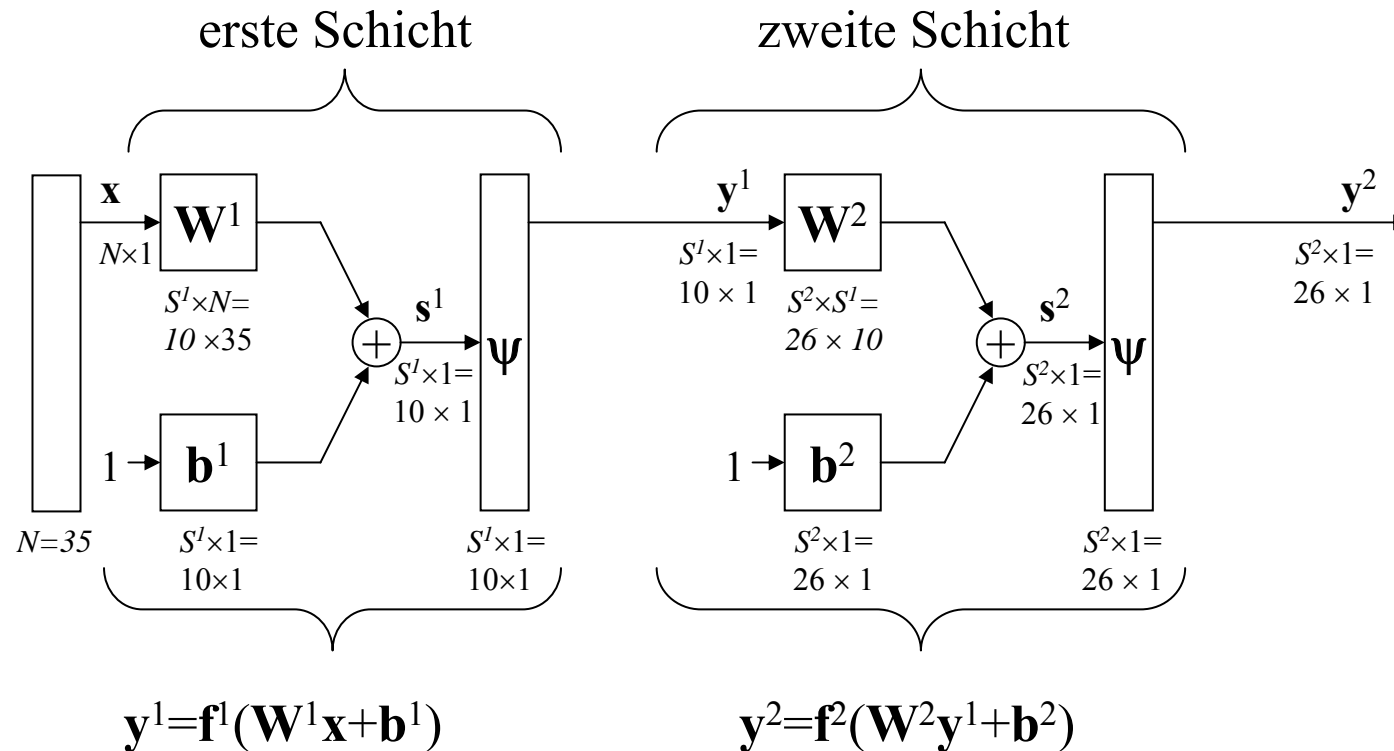 erste Schicht
zweite Schicht
x
N×1
W¹
S¹×N=
10 ×35
s¹
+
S¹×1=
10 × 1
ψ
1
b¹
N=35
S¹×1=
10×1
S¹×1=
10×1
y¹
S¹×1=
10 × 1
W²
S²×S¹=
26 × 10
s²
+
S²×1=
26 × 1
ψ
1
b²
S²×1=
26 × 1
S²×1=
26 × 1
y²
S²×1=
26 × 1
y¹=f¹(W¹x+b¹)
y²=f²(W²y¹+b²)